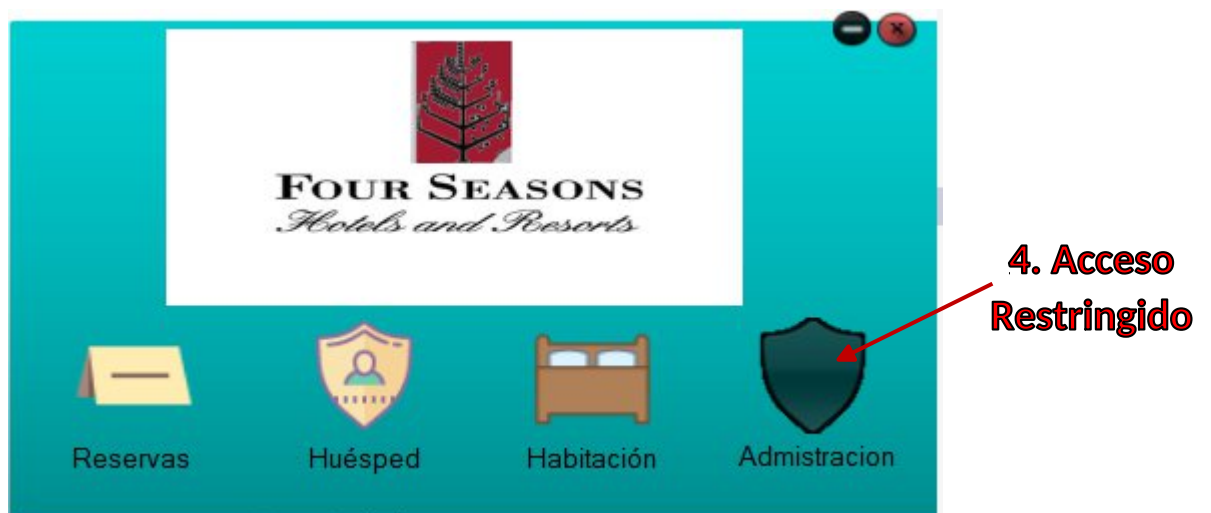 FOUR SEASONS
Hotels and Resorts
4. Acceso
Restringido
Reservas
Huésped
Habitación
Admistracion